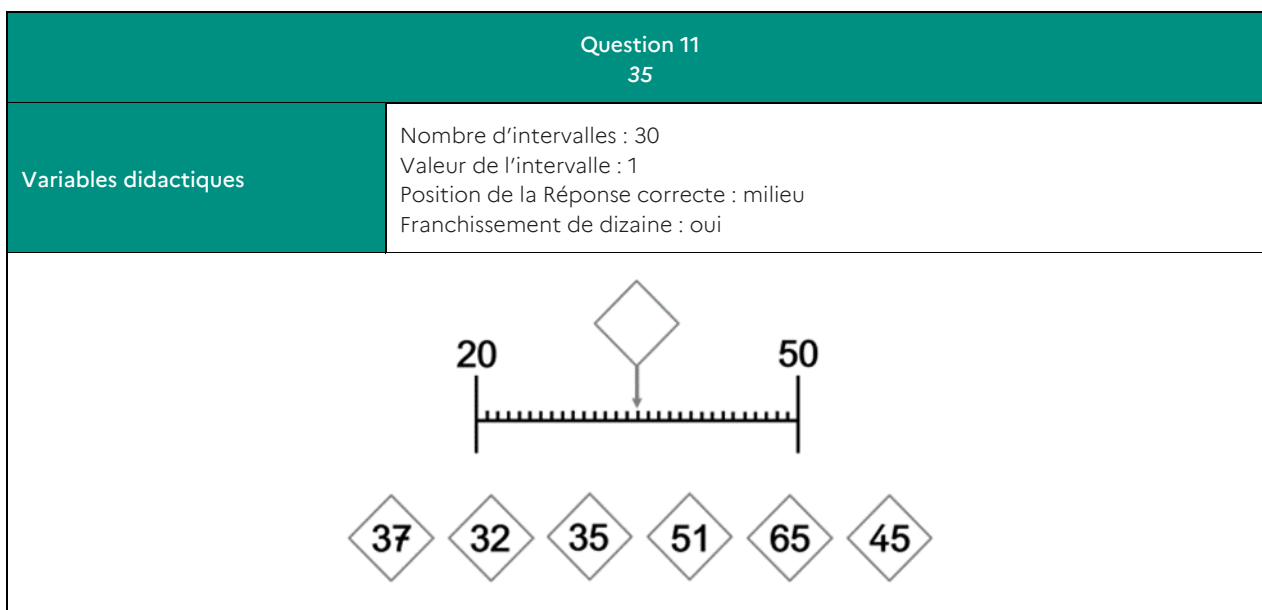 Question 11
35
Variables didactiques
Nombre d'intervalles : 30
Valeur de l'intervalle : 1
Position de la Réponse correcte : milieu
Franchissement de dizaine : oui
20 50
37 32 35 51 65 45